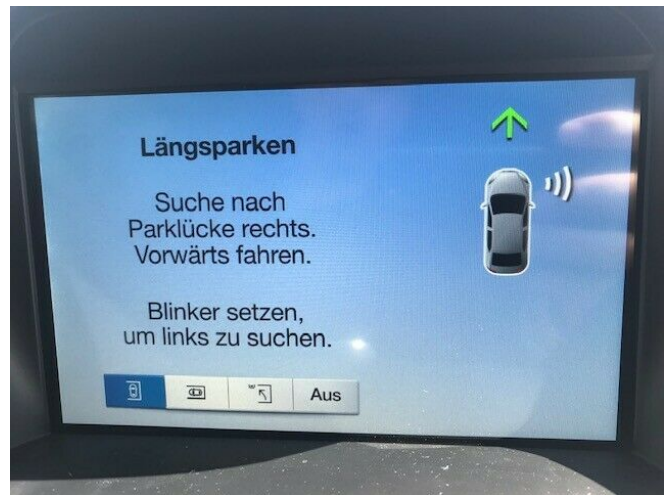 Längsparken
Suche nach
Parklücke rechts.
Vorwärts fahren.
Blinker setzen,
um links zu suchen.
Aus